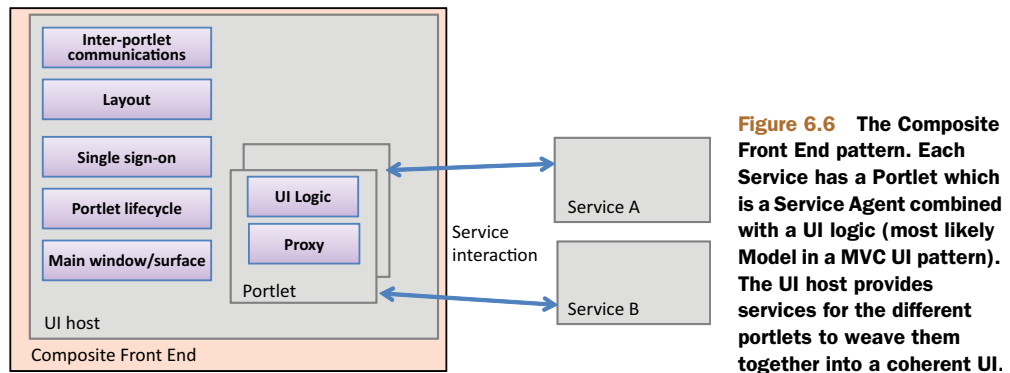 Inter-portlet
communications
Layout
Single sign-on
Portlet lifecycle
Main window/surface
UI host
Composite Front End
UI Logic
Proxy
Portlet
Service
interaction
Service A
Service B
Figure 6.6 The Composite
Front End pattern. Each
Service has a Portlet which
is a Service Agent combined
with a UI logic (most likely
Model in a MVC UI pattern).
The UI host provides
services for the different
portlets to weave them
together into a coherent UI.